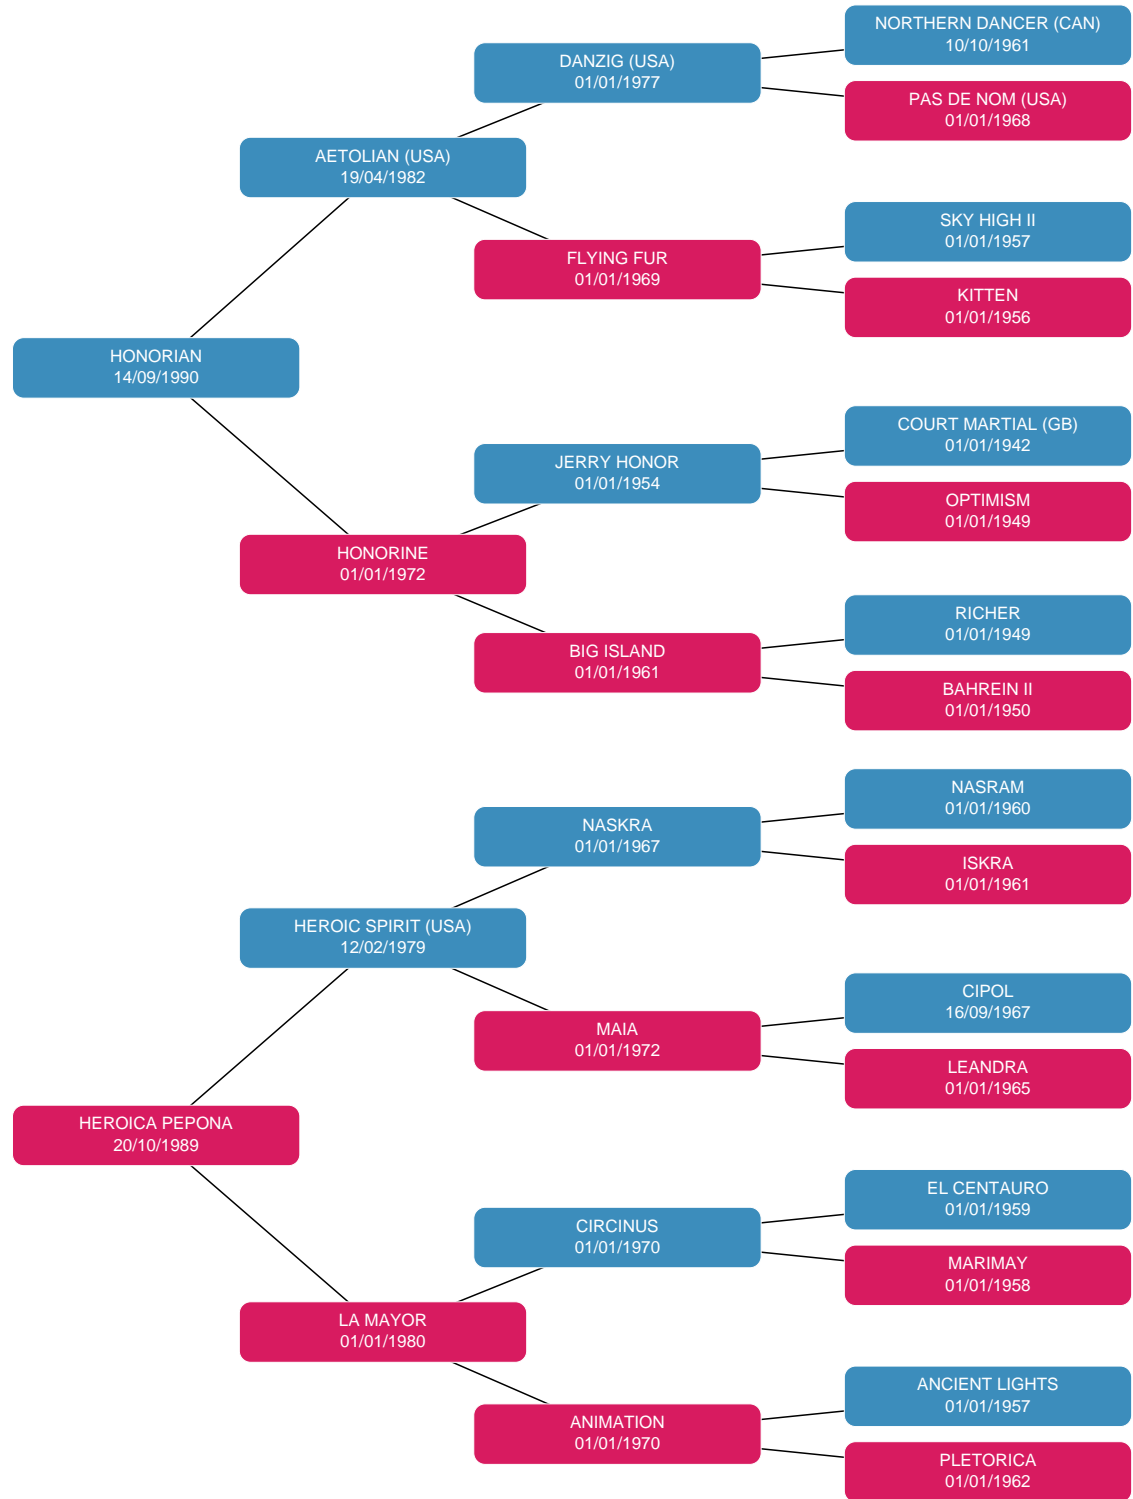 NORTHERN DANCER (CAN)
10/10/1961
DANZIG (USA)
01/01/1977
PAS DE NOM (USA)
01/01/1968
AETOLIAN (USA)
19/04/1982
SKY HIGH II
01/01/1957
FLYING FUR
01/01/1969
KITTEN
01/01/1956
HONORIAN
14/09/1990
COURT MARTIAL (GB)
01/01/1942
JERRY HONOR
01/01/1954
OPTIMISM
01/01/1949
HONORINE
01/01/1972
RICHER
01/01/1949
BIG ISLAND
01/01/1961
BAHREIN II
01/01/1950
NASRAM
01/01/1960
NASKRA
01/01/1967
ISKRA
01/01/1961
HEROIC SPIRIT (USA)
12/02/1979
CIPOL
16/09/1967
MAIA
01/01/1972
LEANDRA
01/01/1965
HEROICA PEPONA
20/10/1989
EL CENTAURO
01/01/1959
CIRCINUS
01/01/1970
MARIMAY
01/01/1958
LA MAYOR
01/01/1980
ANCIENT LIGHTS
01/01/1957
ANIMATION
01/01/1970
PLETORICA
01/01/1962